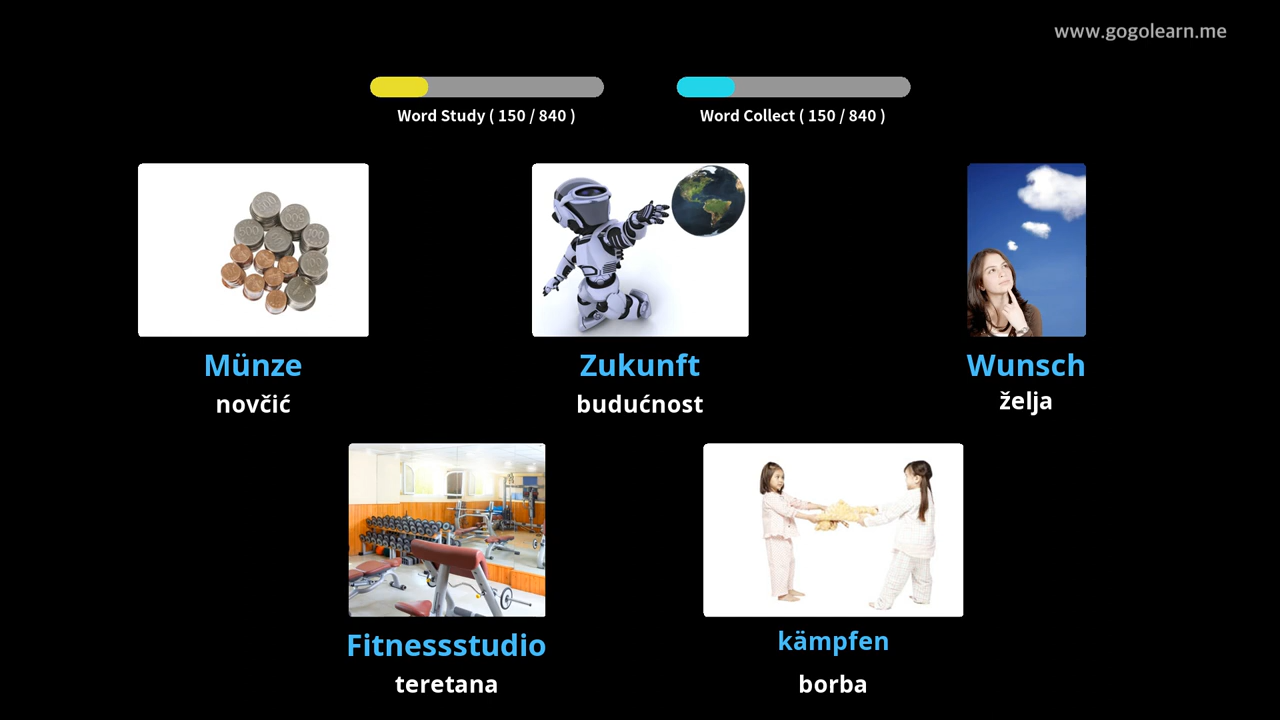 www.gogolearn.me
Word Study ( 150 / 840 )
Word Collect ( 150 / 840 )
Münze
novčić
Zukunft
budućnost
Wunsch
želja
Fitnessstudio
teretana
kämpfen
borba